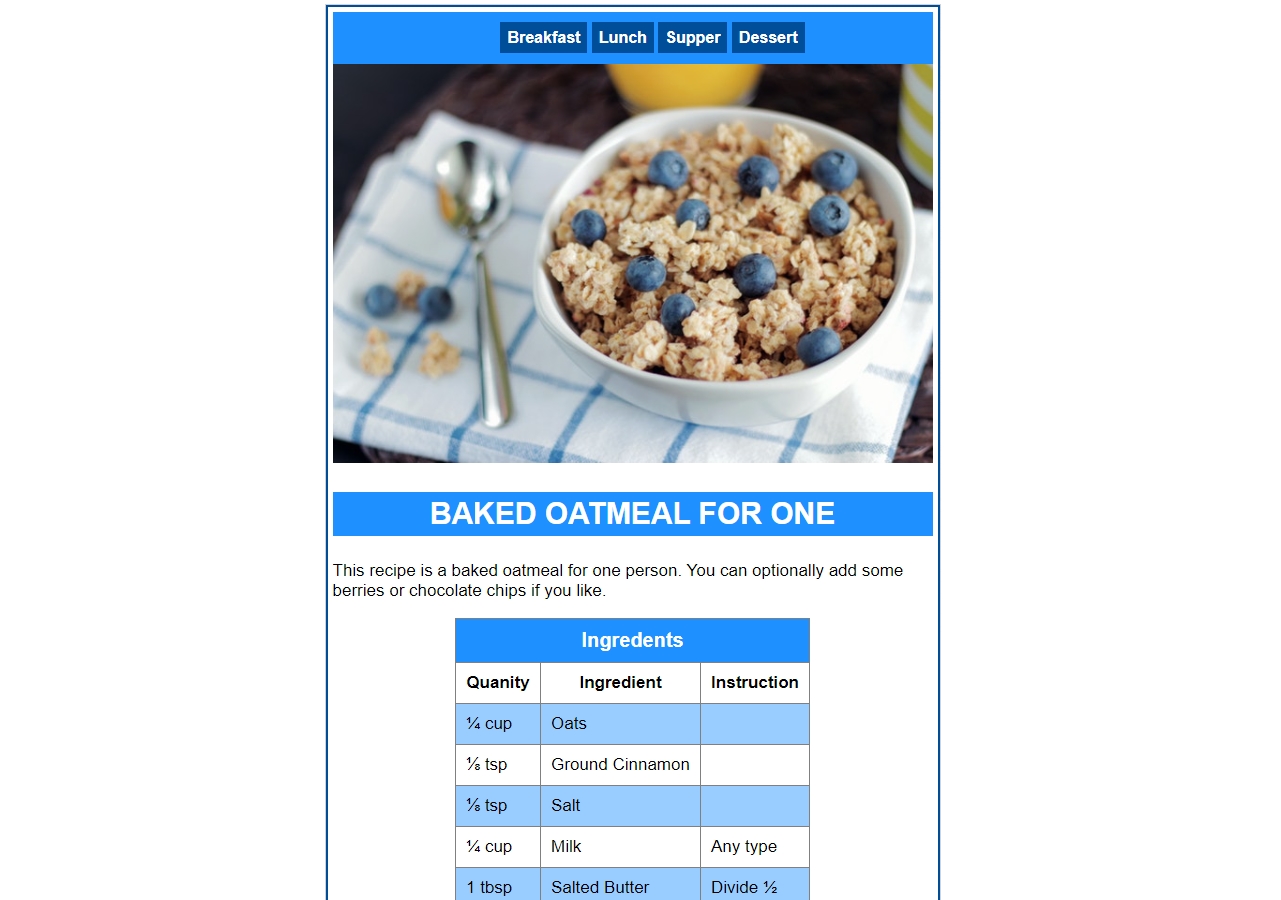 Breakfast Lunch Supper Dessert
BAKED OATMEAL FOR ONE
This recipe is a baked oatmeal for one person. You can optionally add some
berries or chocolate chips if you like.
Ingredents
Quanity Ingredient Instruction
¼ cup Oats
⅛ tsp Ground Cinnamon
⅛ tsp Salt
¼ cup Milk Any type
1 tbsp Salted Butter Divide ½